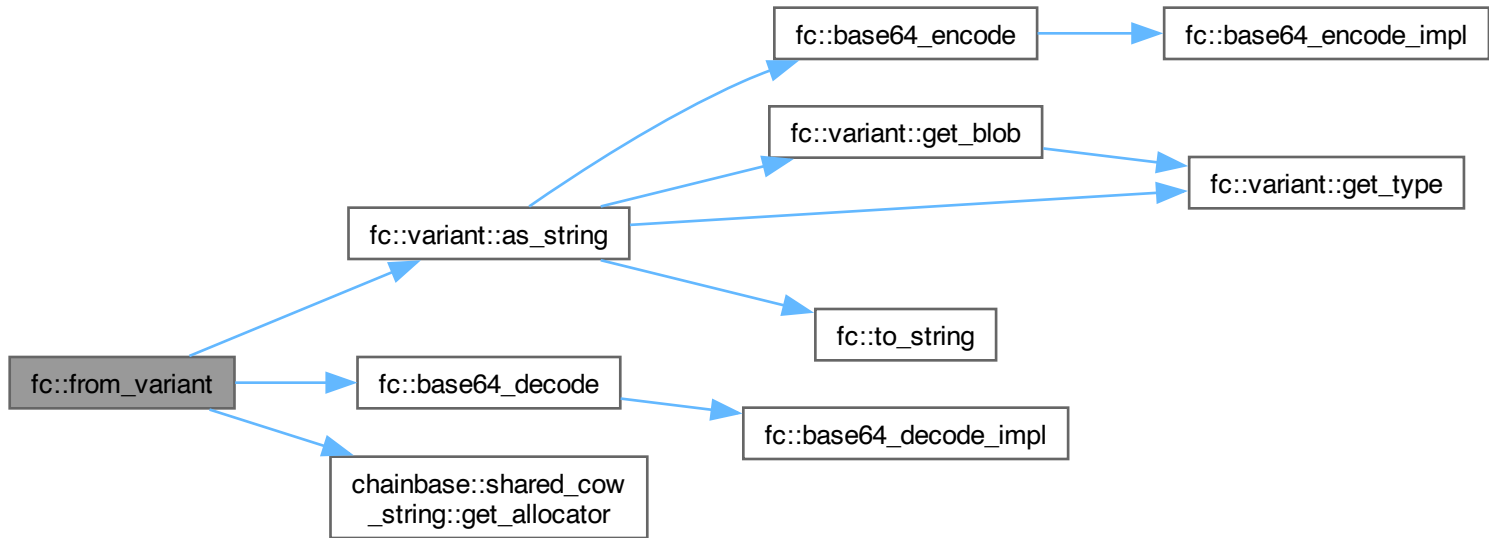 fc::base64_encode
fc::base64_encode_impl
fc::variant::get_blob
fc::variant::get_type
fc::variant::as_string
fc::to_string
fc::from_variant
fc::base64_decode
fc::base64_decode_impl
chainbase::shared_cow
_string::get_allocator